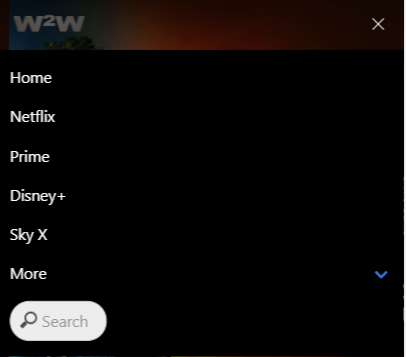 W2W
Home
Netflix
Prime
Disney+
Sky X
More
Search